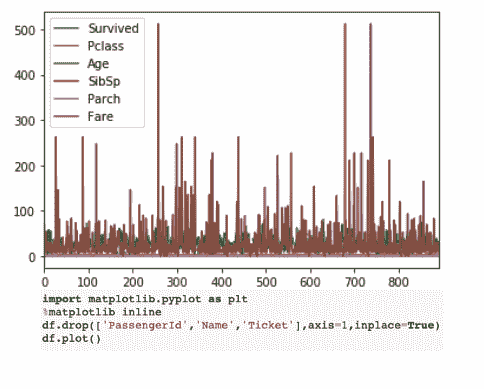 500
400
300
200
100
0
Survived
Pclass
Age
SibSp
Parch
Fare
0 100 200 300 400 500 600 700 800
import matplotlib.pyplot as plt
%matplotlib inline
df.drop(['PassengerId','Name','Ticket'],axis=1,inplace=True)
df.plot()